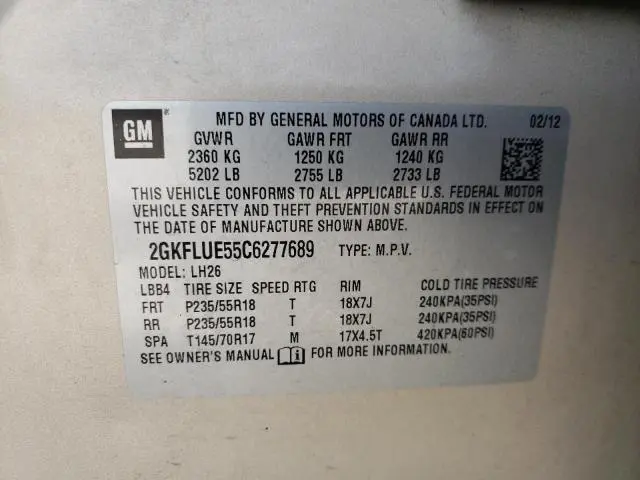 GM ®
MFD BY GENERAL MOTORS OF CANADA LTD. 02/12
GVWR GAWR FRT GAWR RR
2360 KG 1250 KG 1240 KG
5202 LB 2755 LB 2733 LB
THIS VEHICLE CONFORMS TO ALL APPLICABLE U.S. FEDERAL MOTOR
VEHICLE SAFETY AND THEFT PREVENTION STANDARDS IN EFFECT ON
THE DATE OF MANUFACTURE SHOWN ABOVE.
2GKFLUE55C6277689 TYPE: M.P.V.
MODEL: LH26
LBB4 TIRE SIZE SPEED RTG RIM COLD TIRE PRESSURE
FRT P235/55R18 T 18X7J 240KPA(35PSI)
RR P235/55R18 T 18X7J 240KPA(35PSI)
SPA T145/70R17 M 17X4.5T 420KPA(60PSI)
SEE OWNER'S MANUAL FOR MORE INFORMATION.